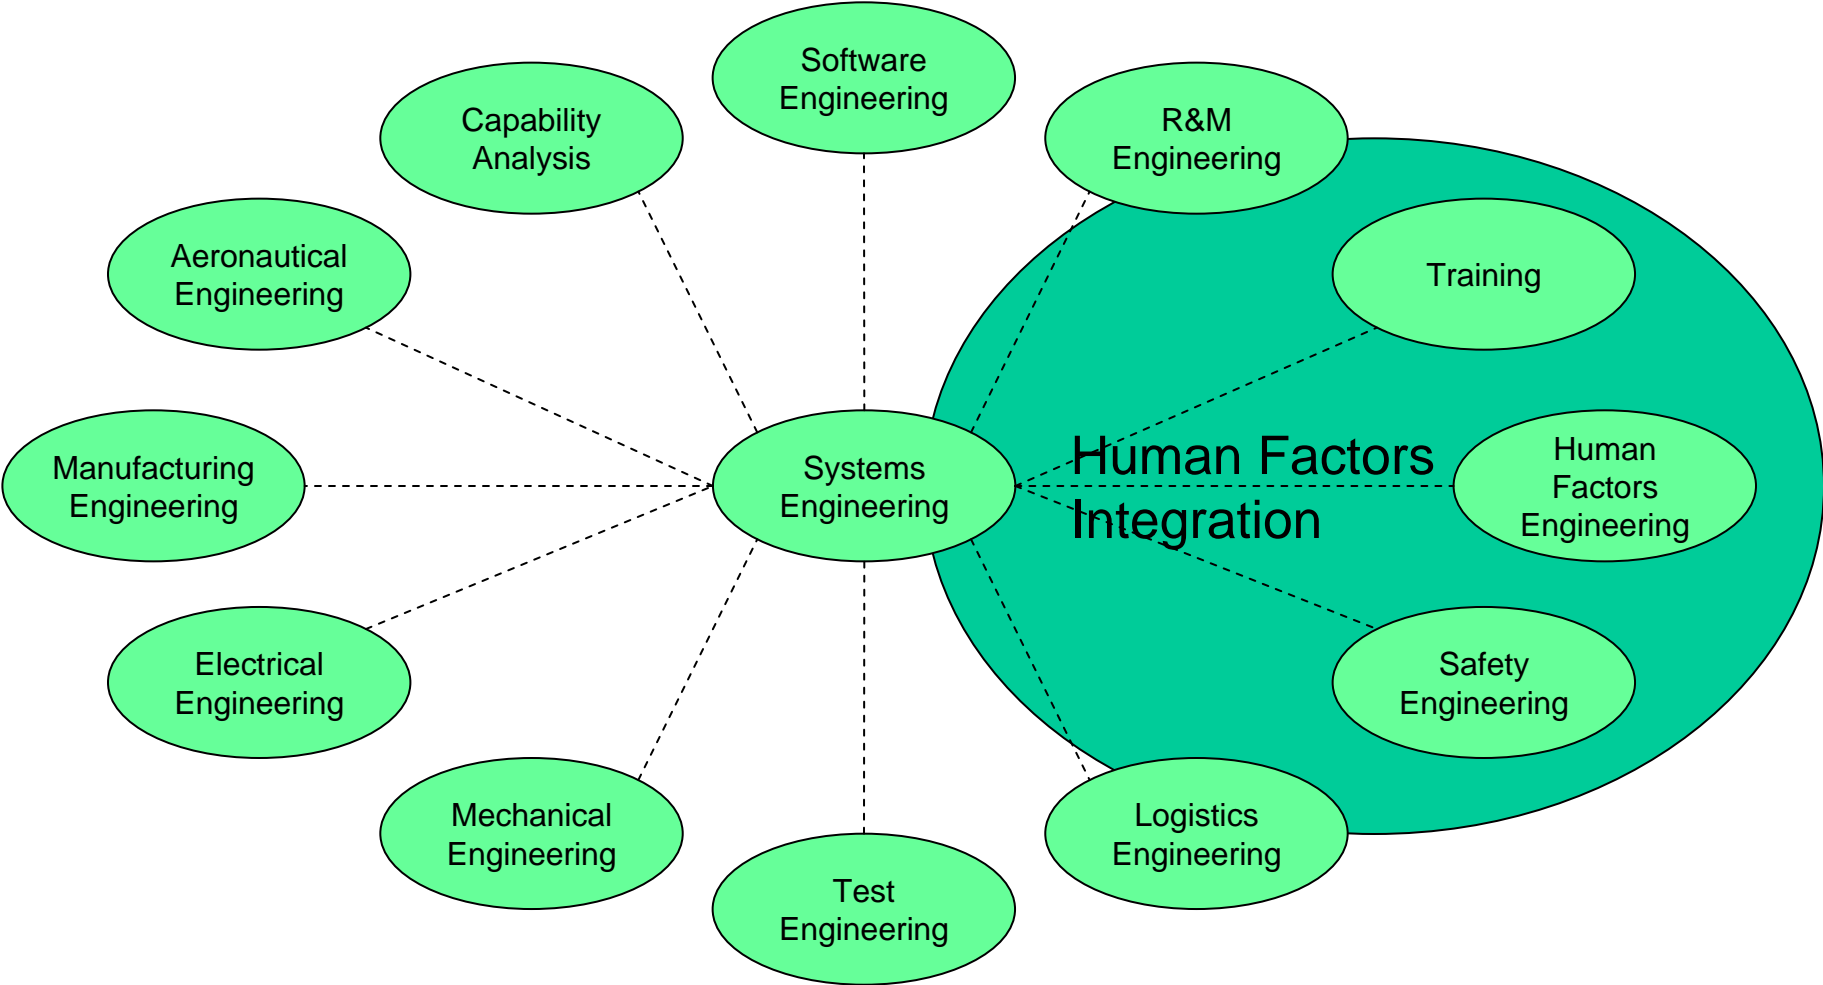 Software
Engineering
Capability
Analysis
R&M
Engineering
Aeronautical
Engineering
Training
Manufacturing
Engineering
Systems
Engineering
Human Factors
Integration
Human
Factors
Engineering
Electrical
Engineering
Safety
Engineering
Mechanical
Engineering
Logistics
Engineering
Test
Engineering